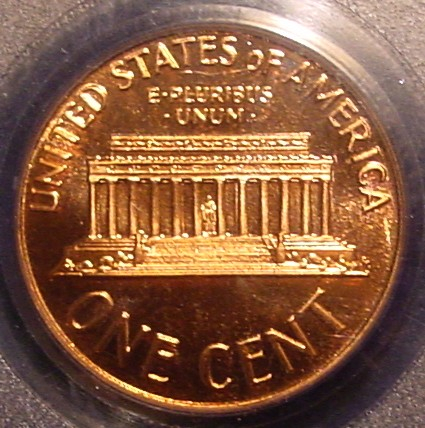 UNITED STATES OF AMERICA
E·PLURIBUS
·UNUM·
ONE CENT